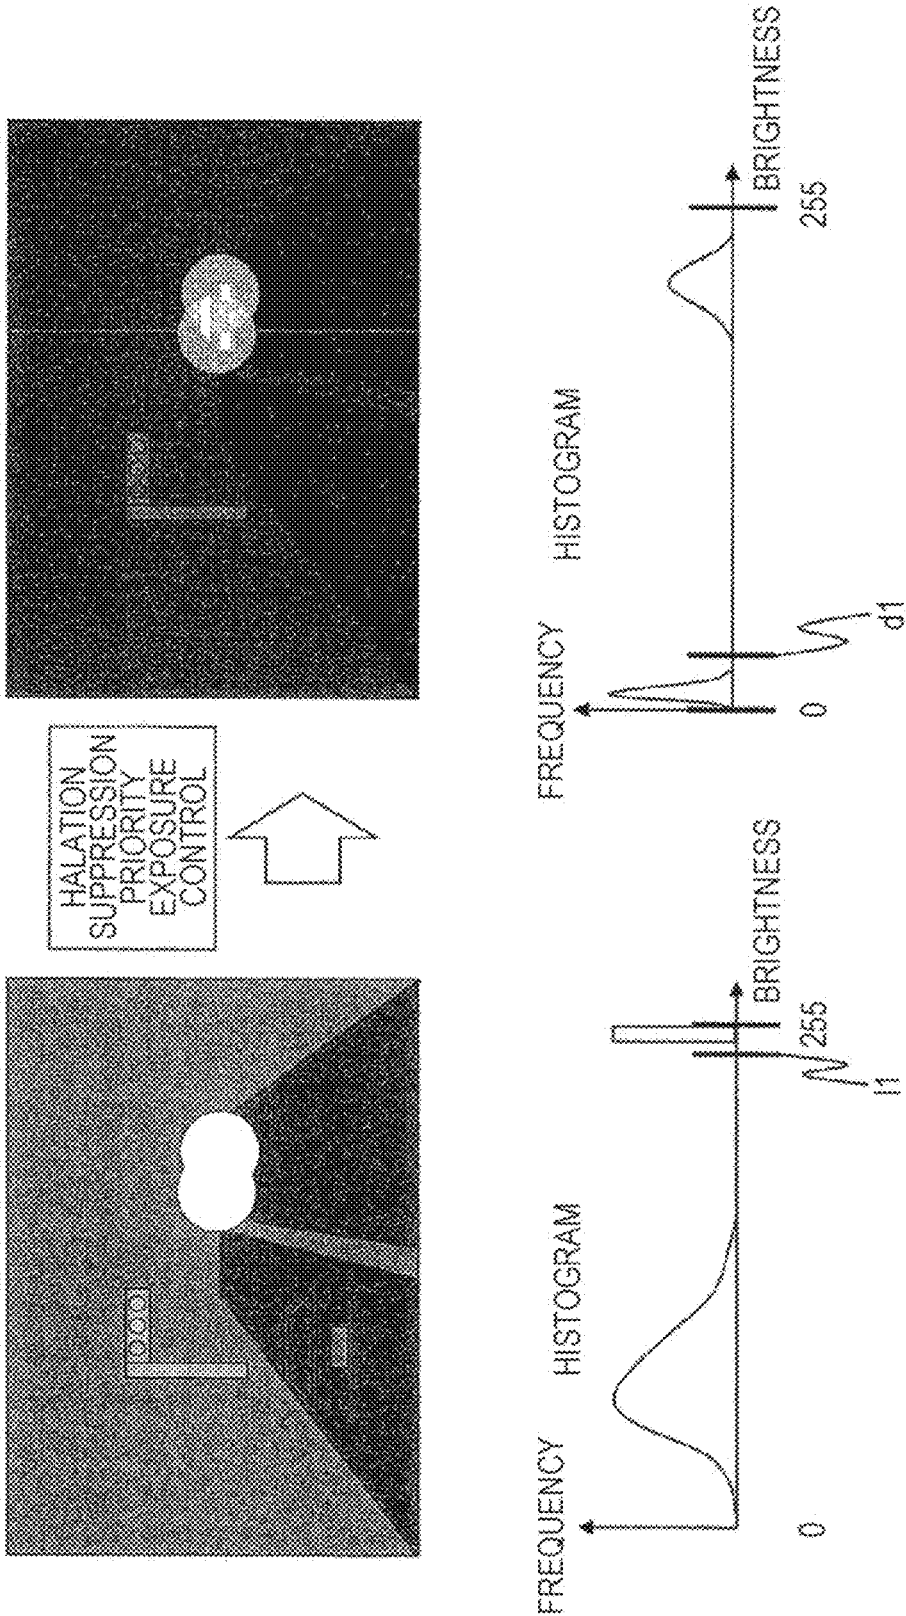 HALATION
SUPPRESSION
PRIORITY
EXPOSURE
CONTROL
FREQUENCY
HISTOGRAM
0
l1
255
BRIGHTNESS
FREQUENCY
HISTOGRAM
0
d1
255
BRIGHTNESS